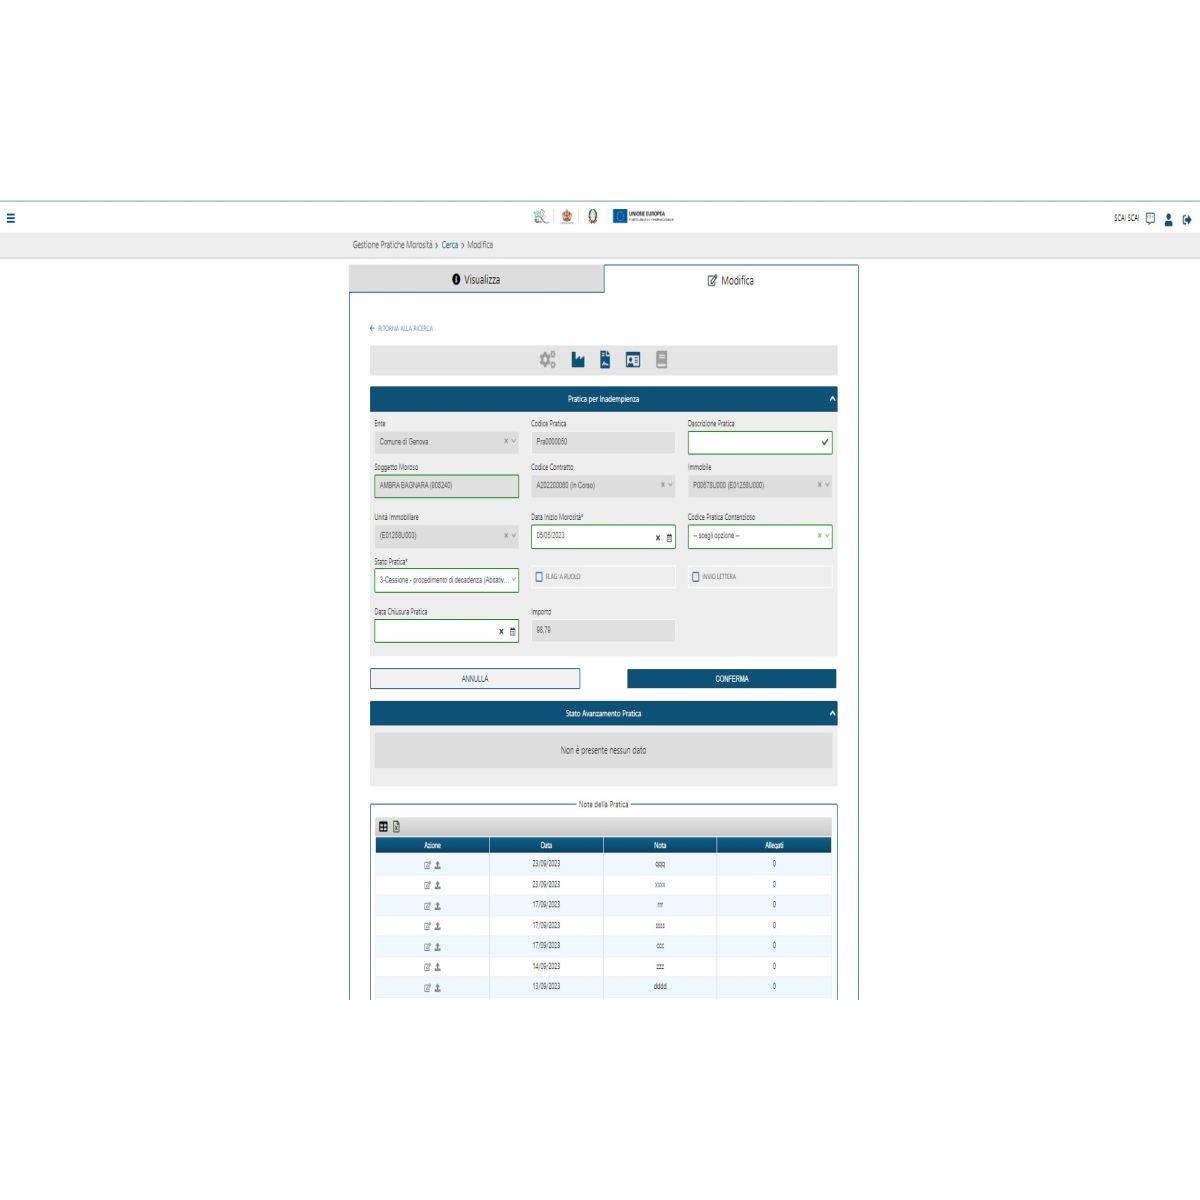 SCAI SCAI
UNIONE EUROPEA
Gestione Pratiche Morosità > Cerca > Modifica
Visualizza
Modifica
RITORNA ALLA RICERCA
Pratica per Inadempienza
Ente
Codice Pratica
Descrizione Pratica
Comune di Genova
Pra0000050
Soggetto Moroso
Codice Contratto
Immobile
AMBRA BAGNARA (905240)
A202200080 (In Corso)
P00678U000 (E01258U000)
Unità Immobiliare
Data Inizio Morosità*
Codice Pratica Contenzioso
(E01258U003)
05/05/2023
-- scegli opzione --
Stato Pratica*
3-Cessione - procedimento di decadenza (Abitativ...
FLAG 'A RUOLO'
INVIO LETTERA
Data Chiusura Pratica
Importo
98,79
ANNULLA
CONFERMA
Stato Avanzamento Pratica
Non è presente nessun dato
Note della Pratica
Azione Data Nota Allegati
23/09/2023 qqq 0
23/09/2023 0
17/09/2023 rrr 0
17/09/2023 ssss 0
17/09/2023 ccc 0
14/09/2023 zzz 0
13/09/2023 dddd 0